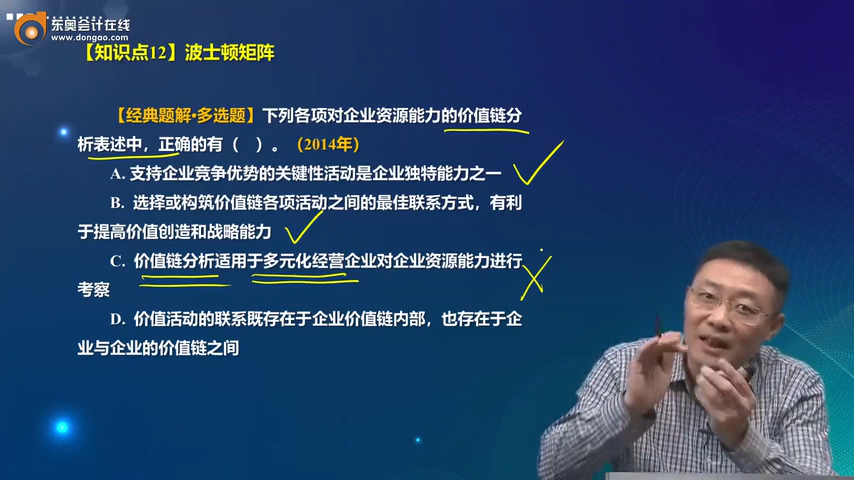 东奥会计在线
www.dongao.com
【知识点12】波士顿矩阵
【经典题解•多选题】下列各项对企业资源能力的价值链分
析表述中，正确的有（ ）。（2014年）
A. 支持企业竞争优势的关键性活动是企业独特能力之一
B. 选择或构筑价值链各项活动之间的最佳联系方式，有利
于提高价值创造和战略能力
C. 价值链分析适用于多元化经营企业对企业资源能力进行
考察
D. 价值活动的联系既存在于企业价值链内部，也存在于企
业与企业的价值链之间